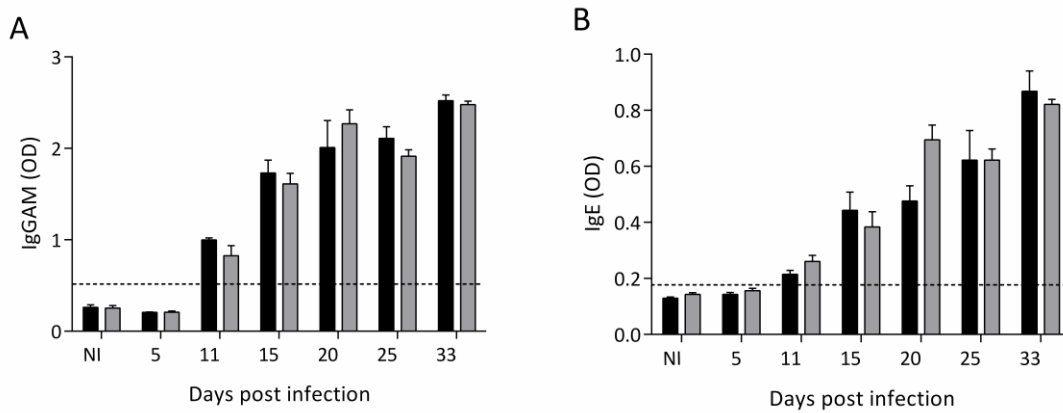 A
IgGAM (OD)
3
2
1
0
NI 5 11 15 20 25 33
Days post infection
B
IgE (OD)
1.0
0.8
0.6
0.4
0.2
0.0
NI 5 11 15 20 25 33
Days post infection